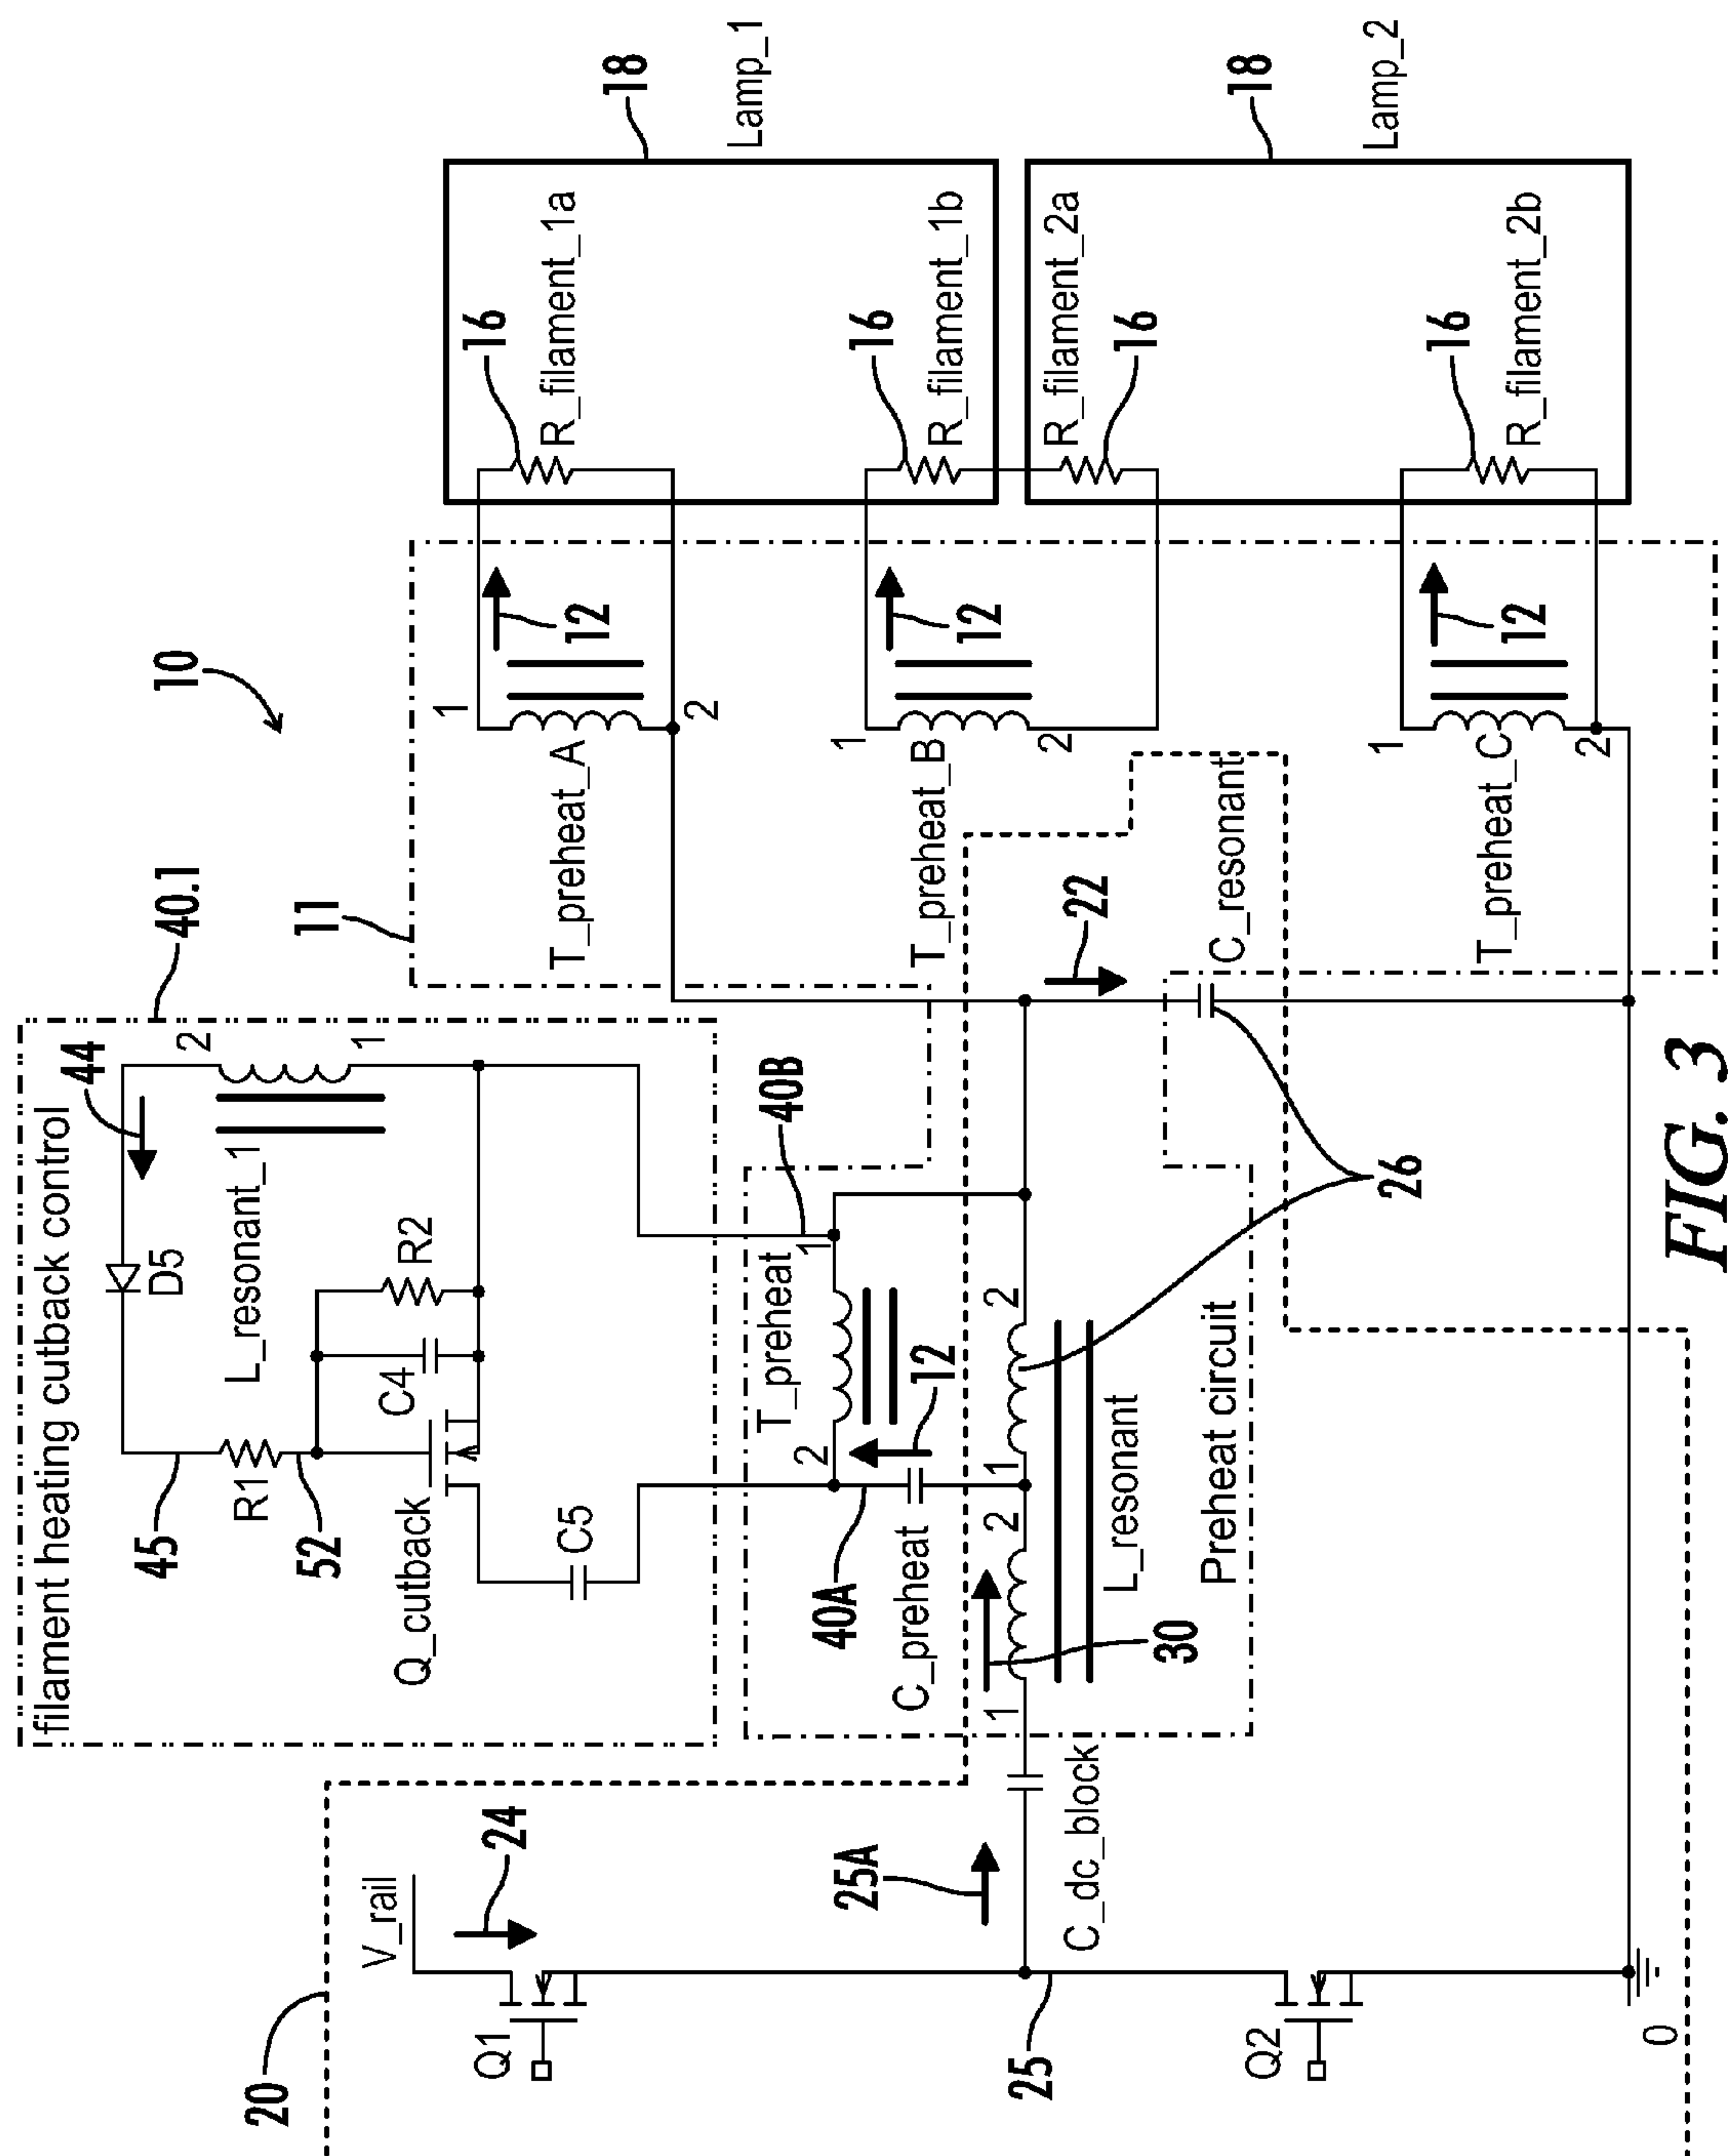 filament heating cutback control
40.1
44
2
1
L_resonant_1
D5
45
R1
52
R2
C4
Q_cutback
C5
10
11
1
12
2
T_preheat_A
1
12
2
T_preheat_B
1
12
2
T_preheat_C
16
R_filament_1a
16
R_filament_1b
R_filament_2a
16
16
R_filament_2b
18
Lamp_1
18
Lamp_2
40B
1
T_preheat
2
12
40A
C_preheat
22
C_resonant
26
1
2
1
2
30
L_resonant
Preheat circuit
20
V_rail
24
Q1
25A
C_dc_block
25
Q2
0
FIG. 3